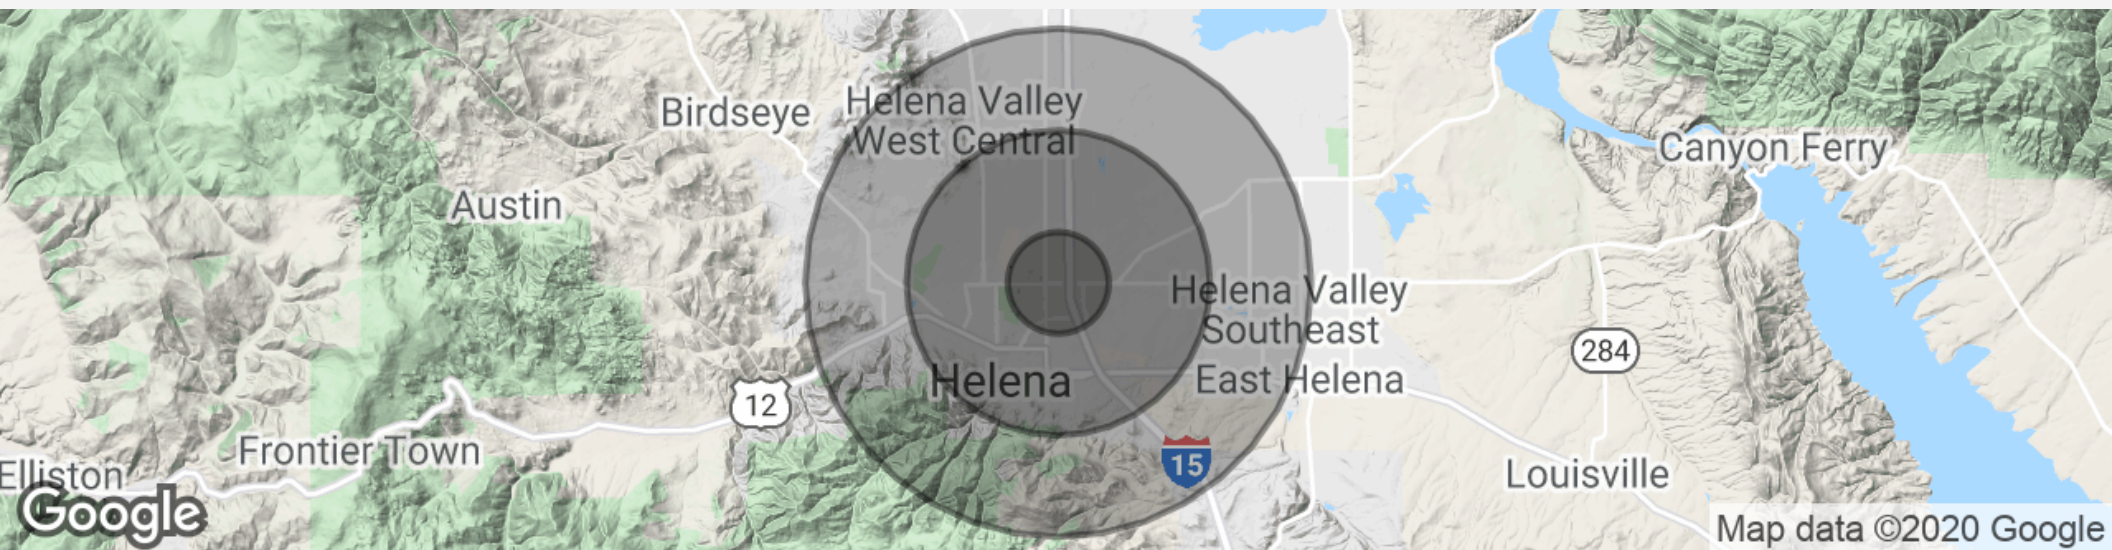 Birdseye
Helena Valley
West Central
Canyon Ferry
Austin
Helena Valley
Southeast
284
Helena
East Helena
12
Frontier Town
15
Elliston
Louisville
Google
Map data ©2020 Google